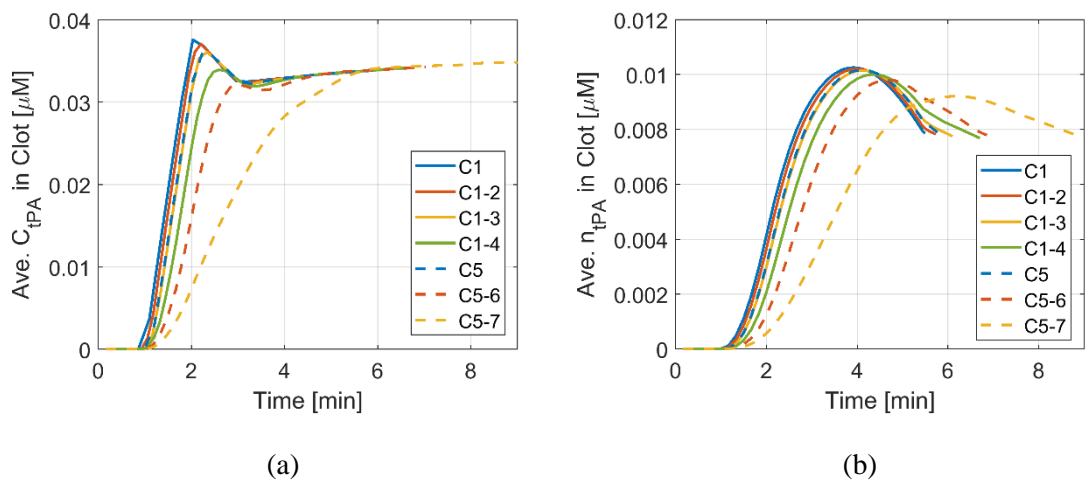 0.04
0.03
0.02
0.01
0
Ave. C_tPA in Clot [μM]
0 2 4 6 8
Time [min]
C1
C1-2
C1-3
C1-4
C5
C5-6
C5-7
(a)
0.012
0.01
0.008
0.006
0.004
0.002
0
Ave. n_tPA in Clot [μM]
0 2 4 6 8
Time [min]
C1
C1-2
C1-3
C1-4
C5
C5-6
C5-7
(b)